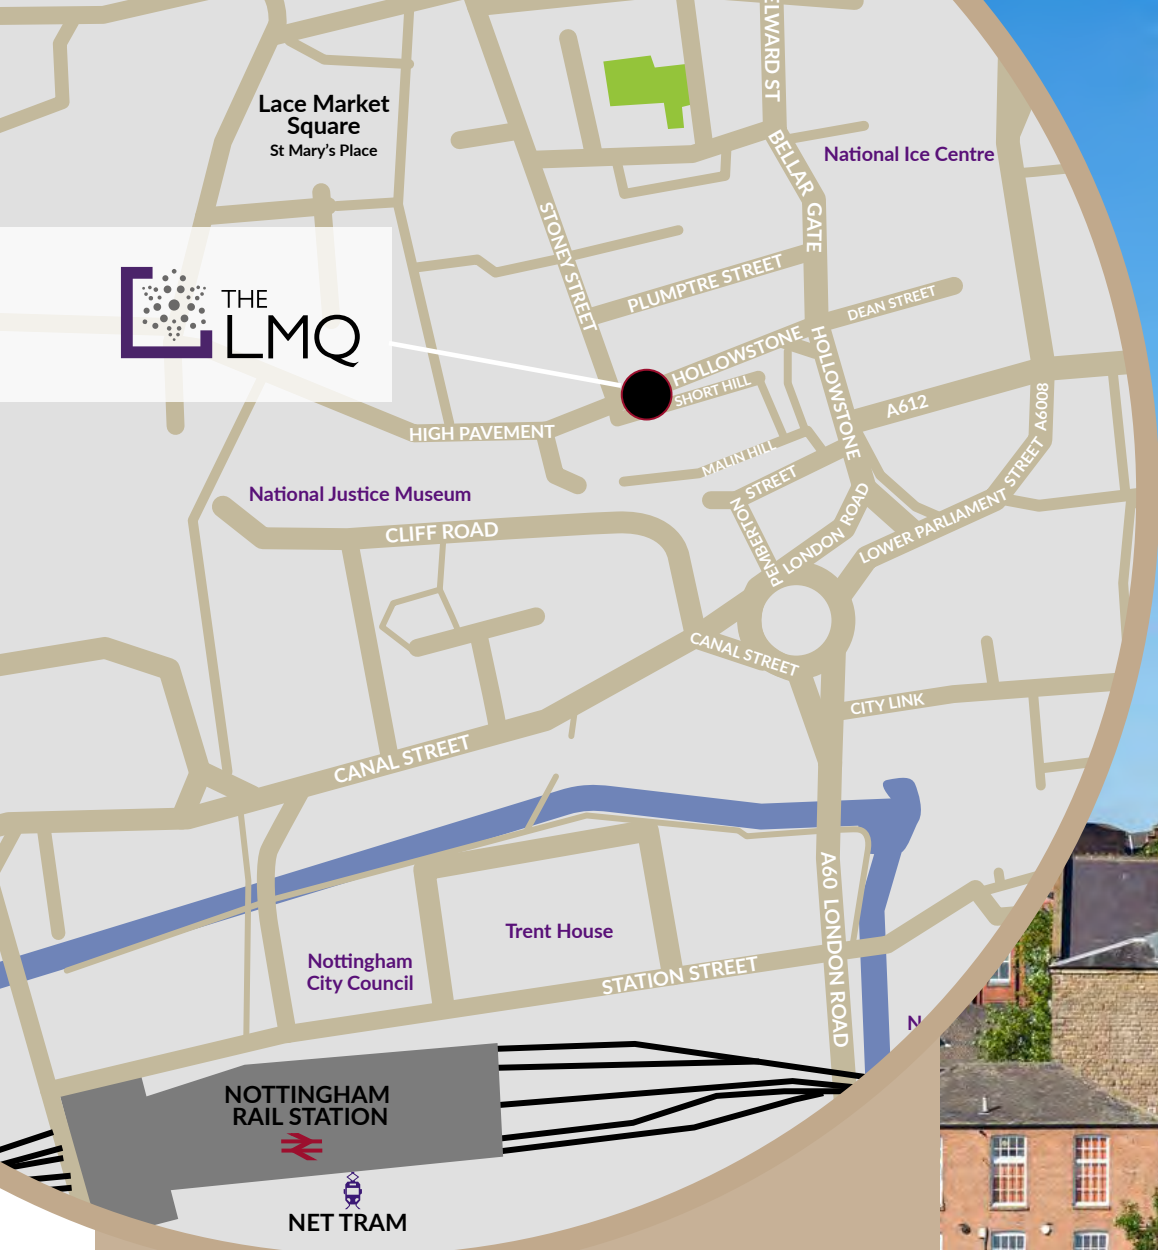 ELWARD ST
Lace Market
Square
St Mary's Place
National Ice Centre
BELLAR GATE
STONEY STREET
PLUMPTRE STREET
DEAN STREET
THE
LMQ
HOLLOWSTONE
HOLLOWSTONE
SHORT HILL
A612
A6008
HIGH PAVEMENT
MALIN HILL
National Justice Museum
PEMBERTON STREET
LONDON ROAD
LOWER PARLIAMENT STREET
CLIFF ROAD
CANAL STREET
CITY LINK
CANAL STREET
A60 LONDON ROAD
Trent House
Nottingham
City Council
STATION STREET
N
NOTTINGHAM
RAIL STATION
NET TRAM